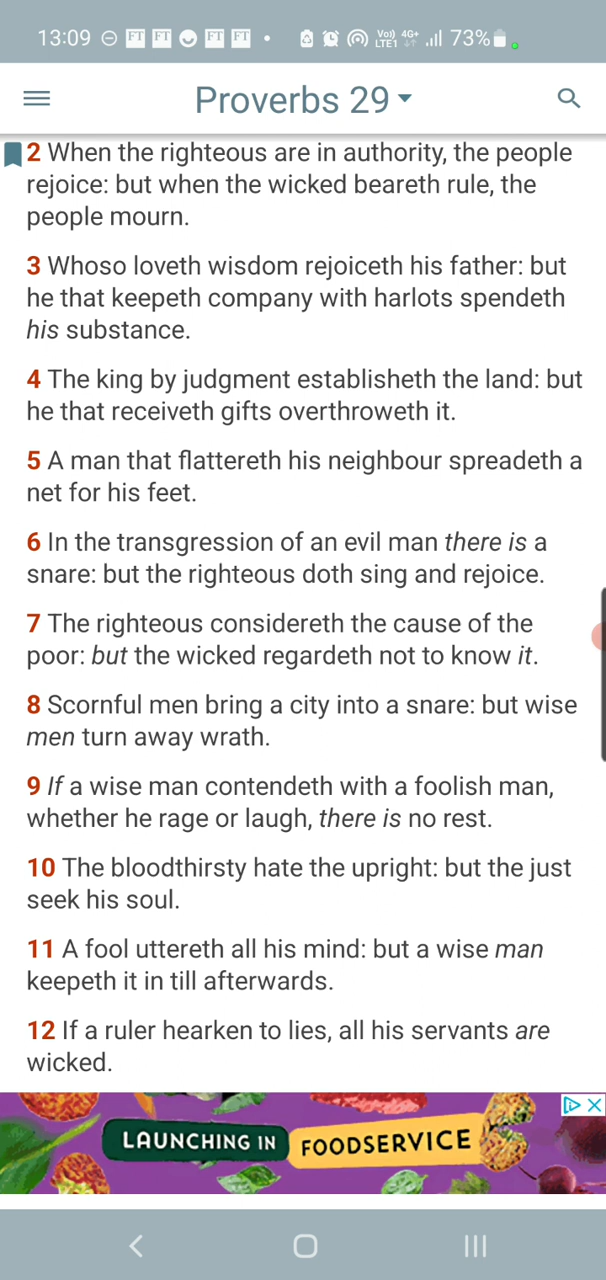 13:09 FT FT FT FT Vo)) LTE1 4G+ 73%
Proverbs 29
2 When the righteous are in authority, the people
rejoice: but when the wicked beareth rule, the
people mourn.
3 Whoso loveth wisdom rejoiceth his father: but
he that keepeth company with harlots spendeth
his substance.
4 The king by judgment establisheth the land: but
he that receiveth gifts overthroweth it.
5 A man that flattereth his neighbour spreadeth a
net for his feet.
6 In the transgression of an evil man there is a
snare: but the righteous doth sing and rejoice.
7 The righteous considereth the cause of the
poor: but the wicked regardeth not to know it.
8 Scornful men bring a city into a snare: but wise
men turn away wrath.
9 If a wise man contendeth with a foolish man,
whether he rage or laugh, there is no rest.
10 The bloodthirsty hate the upright: but the just
seek his soul.
11 A fool uttereth all his mind: but a wise man
keepeth it in till afterwards.
12 If a ruler hearken to lies, all his servants are
wicked.
LAUNCHING IN FOODSERVICE